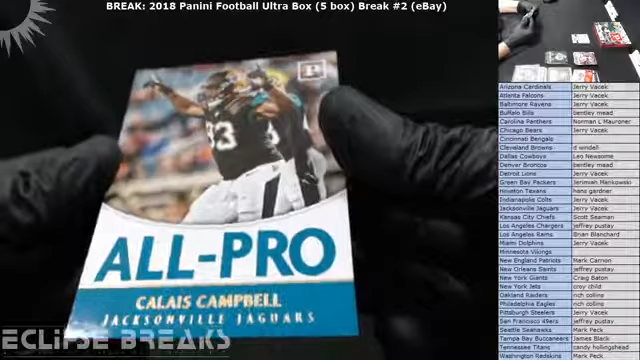 BREAK: 2018 Panini Football Ultra Box (5 box) Break #2 (eBay)
93
ALL-PRO
CALAIS CAMPBELL
JACKSONVILLE JAGUARS
ECLIPSE BREAKS
Arizona Cardinals Jerry Vacek
Atlanta Falcons Jerry Vacek
Baltimore Ravens Jerry Vacek
Buffalo Bills bentley mead
Carolina Panthers Norman L Mauroner
Chicago Bears Jerry Vacek
Cincinnati Bengals
Cleveland Browns d windell
Dallas Cowboys Leo Newsome
Denver Broncos bentley mead
Detroit Lions Jerry Vacek
Green Bay Packers Jerimiah Mankowski
Houston Texans hans gardner
Indianapolis Colts Jerry Vacek
Jacksonville Jaguars Jerry Vacek
Kansas City Chiefs Scott Seaman
Los Angeles Chargers jeffrey pustay
Los Angeles Rams Brian Blanchard
Miami Dolphins Jerry Vacek
Minnesota Vikings
New England Patriots Mark Carnon
New Orleans Saints jeffrey pustay
New York Giants Craig Baton
New York Jets croy child
Oakland Raiders rich collins
Philadelphia Eagles rich collins
Pittsburgh Steelers Jerry Vacek
San Francisco 49ers jeffrey pustay
Seattle Seahawks Mark Peck
Tampa Bay Buccaneers James Black
Tennessee Titans candy hollingshead
Washington Redskins Mark Peck